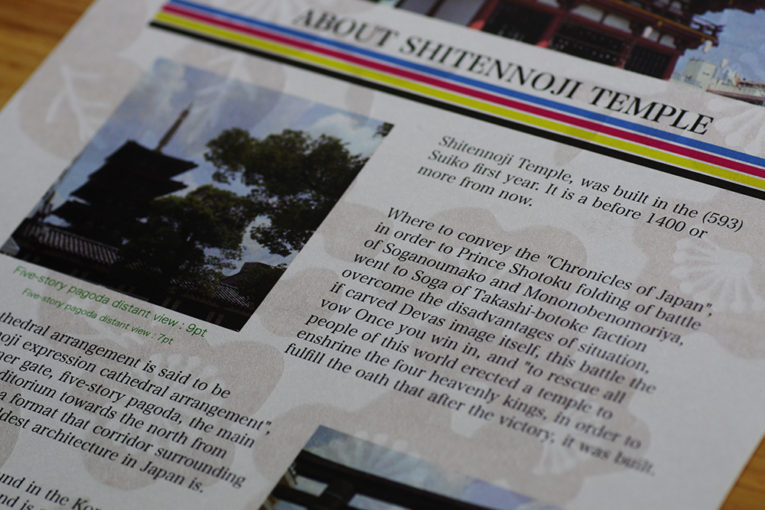 ABOUT SHITENNOJI TEMPLE
Five-story pagoda distant view : 9pt
Five-story pagoda distant view : 7pt
thedral arrangement is said to be
oji expression cathedral arrangement",
ner gate, five-story pagoda, the main
ditorium towards the north from
a format that corridor surrounding
ldest architecture in Japan is.
und in the
Shitennoji Temple, was built in the (593)
Suiko first year. It is a before 1400 or
more from now.
Where to convey the "Chronicles of Japan",
in order to Prince Shotoku folding of battle
of Soganoumako and Mononobenomoriya,
went to Soga of Takashi-botoke faction
overcome the disadvantages of situation,
if carved Devas image itself, this battle the
vow Once you win in, and "to rescue all
people of this world erected a temple to
enshrine the four heavenly kings, in order to
fulfill the oath that after the victory, it was built.